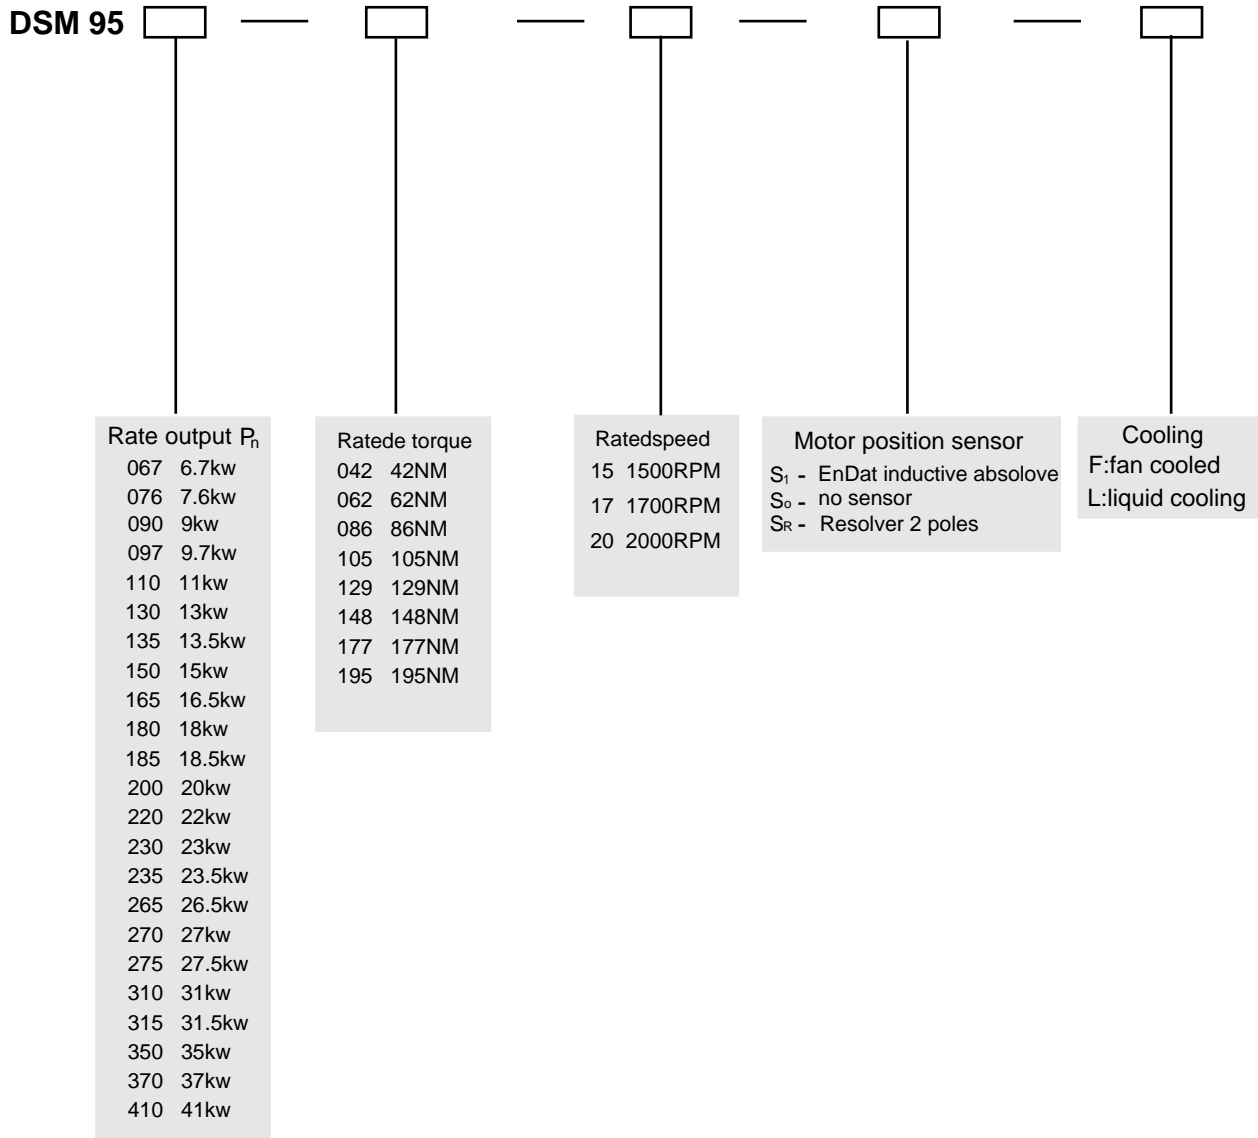 DSM 95
Rate output Pn
067 6.7kw
076 7.6kw
090 9kw
097 9.7kw
110 11kw
130 13kw
135 13.5kw
150 15kw
165 16.5kw
180 18kw
185 18.5kw
200 20kw
220 22kw
230 23kw
235 23.5kw
265 26.5kw
270 27kw
275 27.5kw
310 31kw
315 31.5kw
350 35kw
370 37kw
410 41kw
Ratede torque
042 42NM
062 62NM
086 86NM
105 105NM
129 129NM
148 148NM
177 177NM
195 195NM
Ratedspeed
15 1500RPM
17 1700RPM
20 2000RPM
Motor position sensor
S1 - EnDat inductive absolove
So - no sensor
SR - Resolver 2 poles
Cooling
F:fan cooled
L:liquid cooling